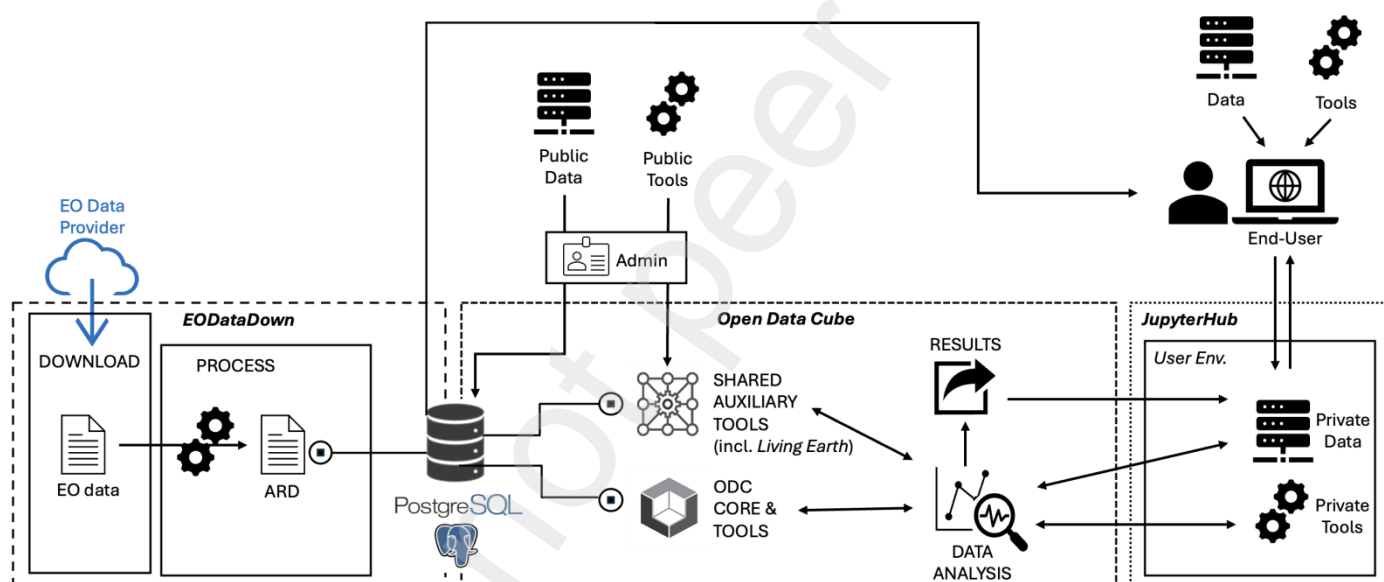 Data
Tools
Public
Data
Public
Tools
EO Data
Provider
End-User
Admin
EODataDown
Open Data Cube
JupyterHub
DOWNLOAD
PROCESS
RESULTS
User Env.
SHARED
AUXILIARY
TOOLS
(incl. Living Earth)
Private
Data
EO data
ARD
PostgreSQL
ODC
CORE &
TOOLS
Private
Tools
DATA
ANALYSIS
not peer